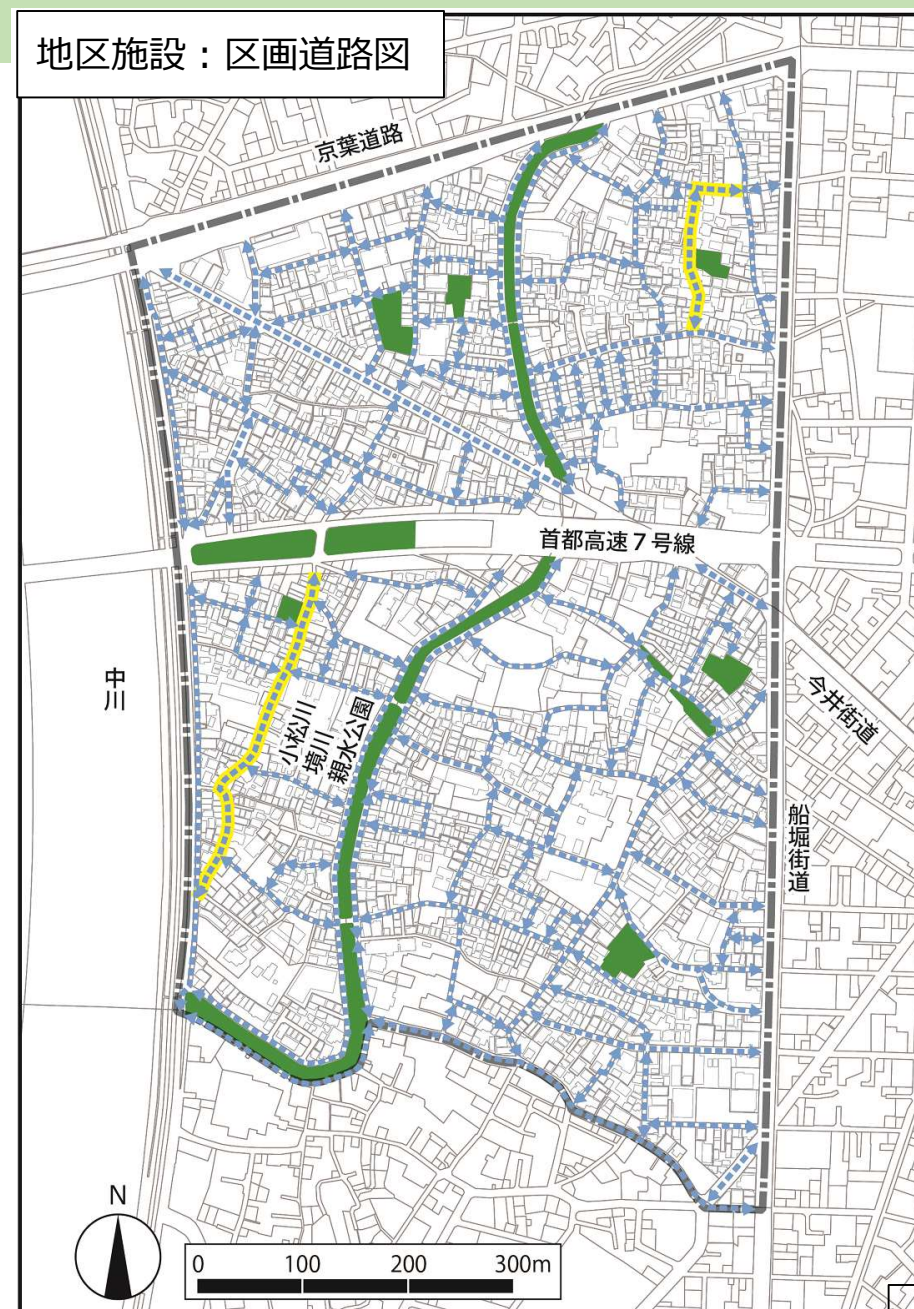 地区施設：区画道路図
京葉道路
首都高速７号線
中川
小松川
境川
親水公園
今井街道
船堀街道
N
0 100 200 300m